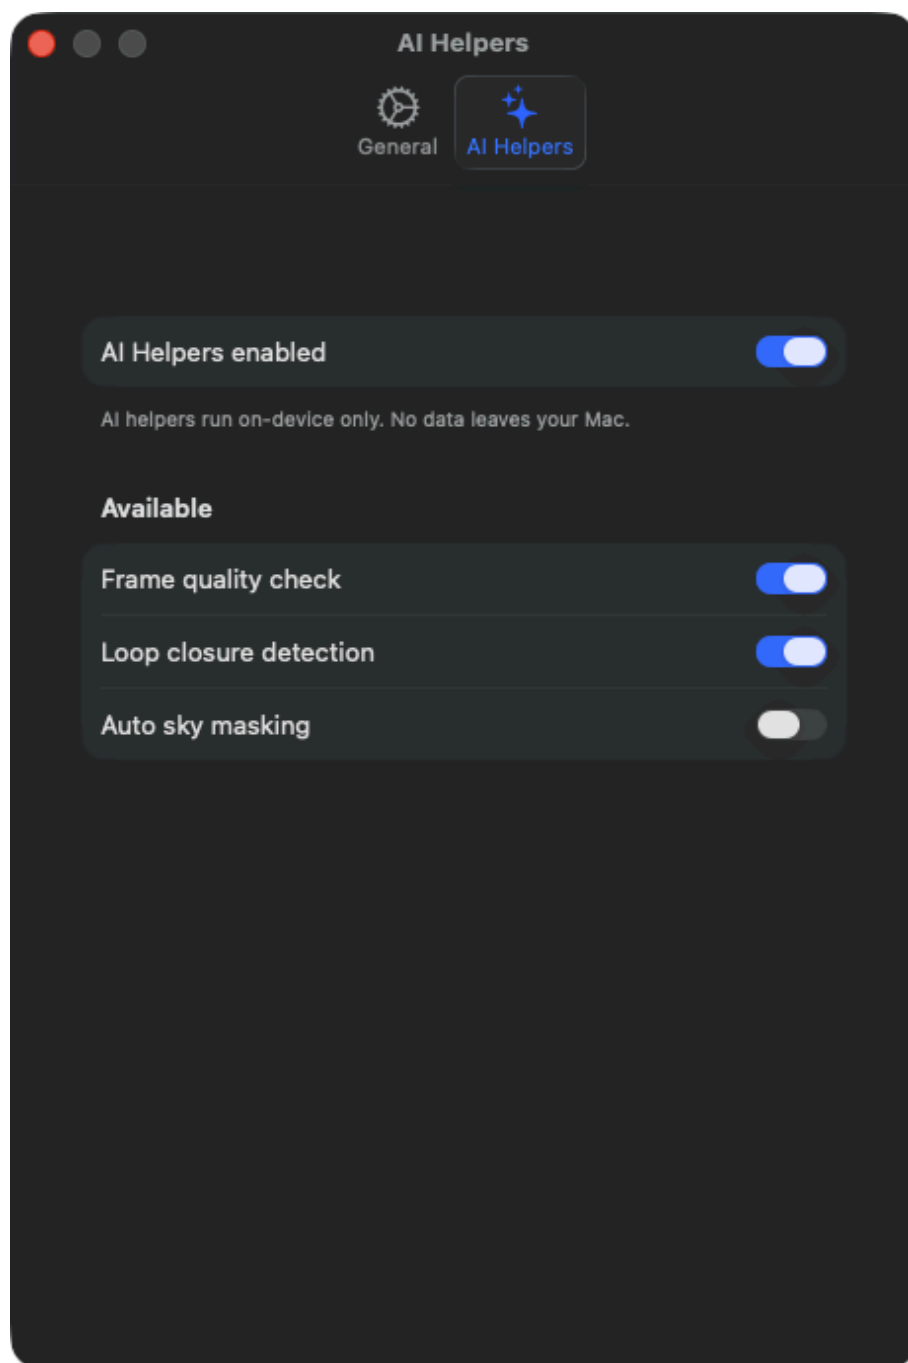 AI Helpers
General
AI Helpers
AI Helpers enabled
AI helpers run on-device only. No data leaves your Mac.
Available
Frame quality check
Loop closure detection
Auto sky masking